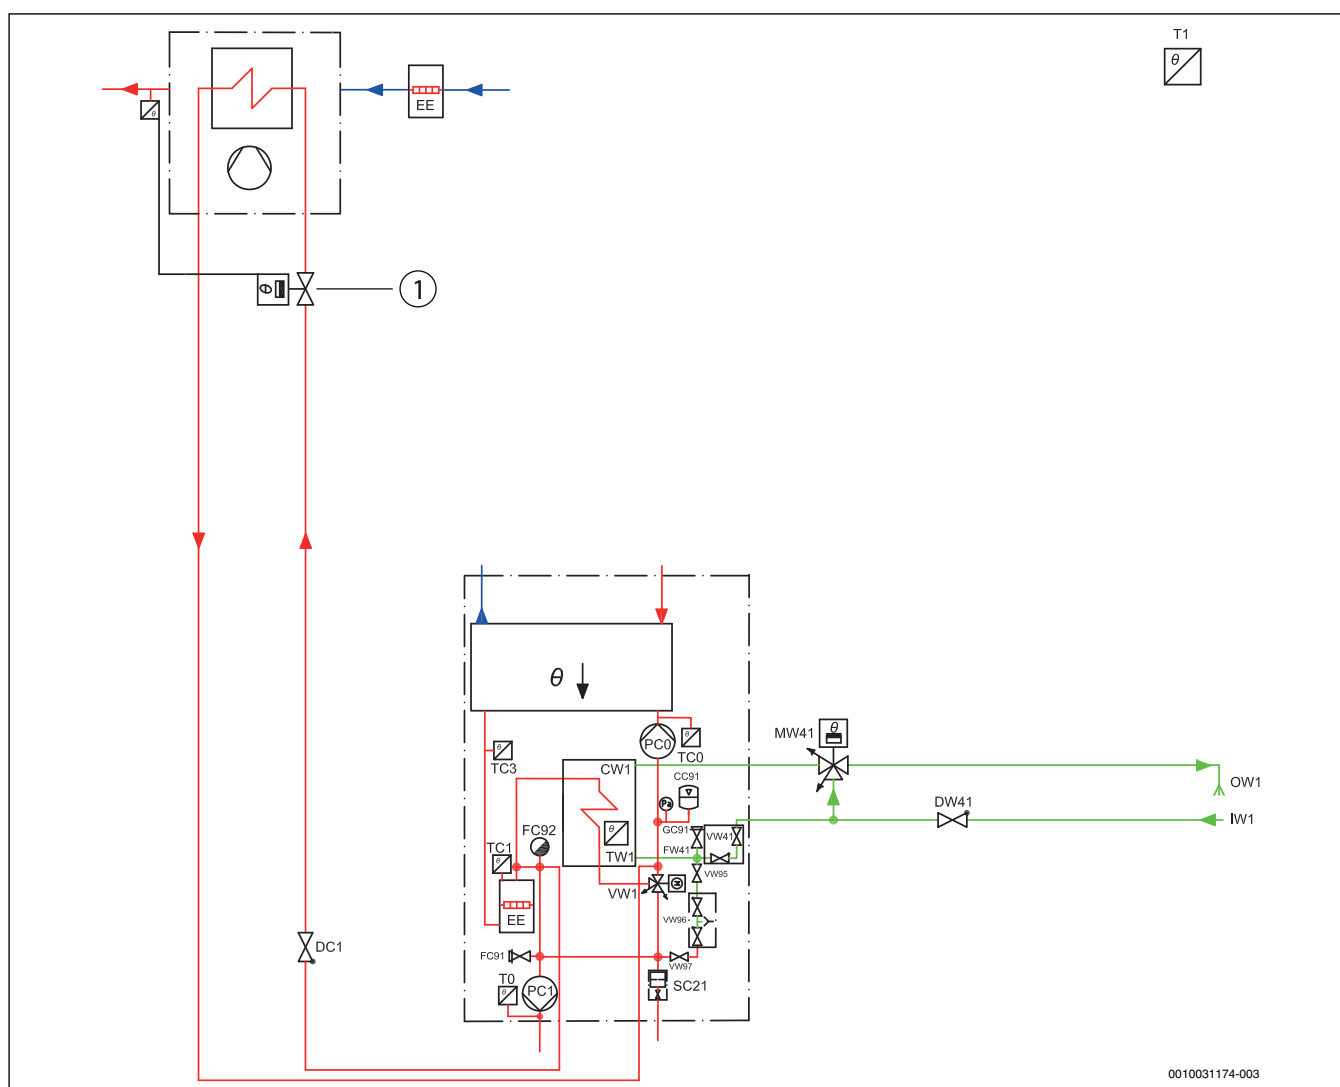 T1
θ
EE
θ
θ
1
θ
MW41
θ
PC0
TC0
θ
TC3
θ
CW1
CC91
OW1
Pa
DW41
IW1
FC92
θ
GC91
VW41
TC1
θ
TW1
FW41
VW95
VW1
M
EE
VW96
DC1
FC91
VW97
T0
θ
PC1
SC21
0010031174-003